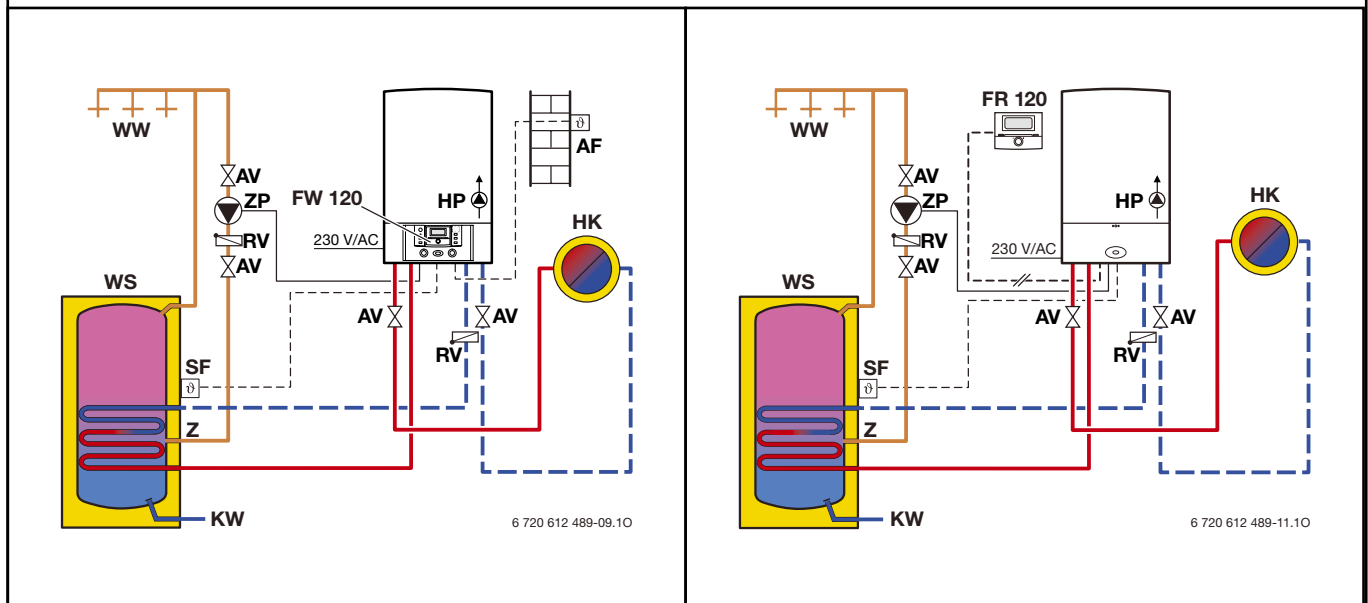 WW
AV
ZP
RV
AV
WS
SF
ϑ
Z
KW
FW 120
230 V/AC
HP
ϑ
AF
HK
AV
AV
RV
6 720 612 489-09.1O
WW
AV
ZP
RV
AV
WS
SF
ϑ
Z
KW
FR 120
230 V/AC
HP
HK
AV
AV
RV
6 720 612 489-11.1O